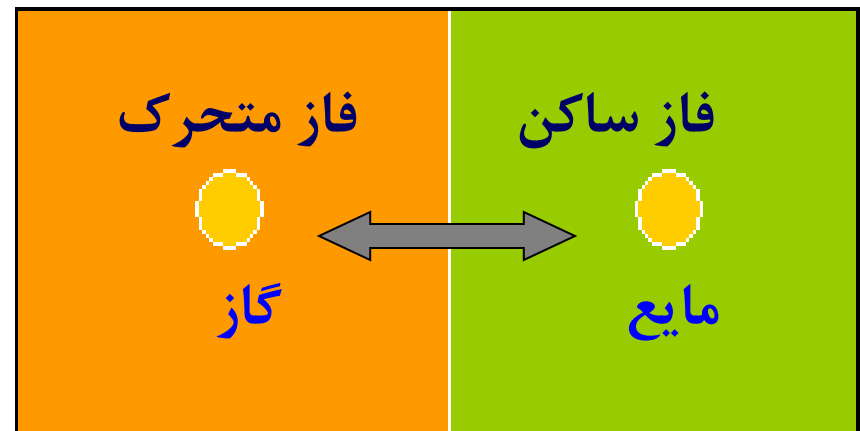 فاز ساکن
فاز متحرک
مایع
گاز